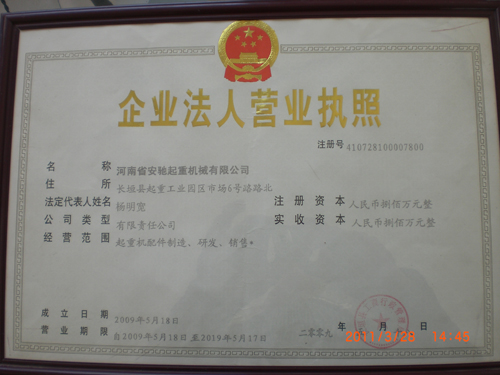 企业法人营业执照
注册号 410728100007800
名称 河南省安驰起重机械有限公司
住所 长垣县起重工业园区市场6号路路北
法定代表人姓名 杨明宽
注册资本 人民币捌佰万元整
公司类型 有限责任公司
实收资本 人民币捌佰万元整
经营范围 起重机配件制造、研发、销售*
成立日期 2009年5月18日
营业期限 自2009年5月18日至2019年5月17日
二〇〇九年 月 日
2011/3/28 14:45